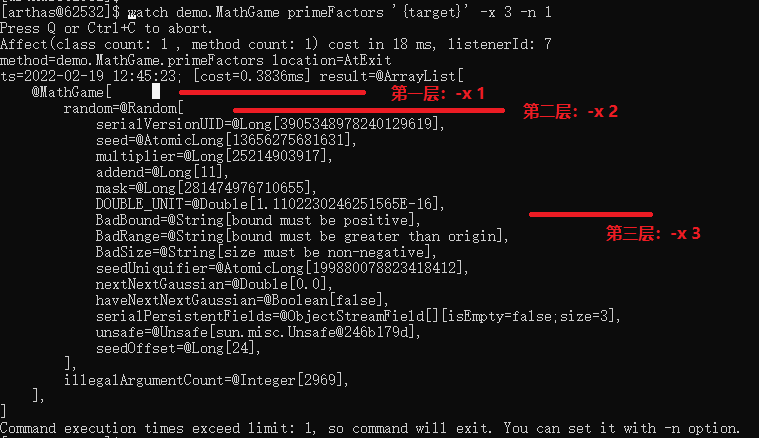 [arthas@62532]$ watch demo.MathGame primeFactors '{target}' -x 3 -n 1
Press Q or Ctrl+C to abort.
Affect(class count: 1 , method count: 1) cost in 18 ms, listenerId: 7
method=demo.MathGame.primeFactors location=AtExit
ts=2022-02-19 12:45:23; [cost=0.3836ms] result=@ArrayList[
@MathGame[ 第一层：-x 1
random=@Random[ 第二层：-x 2
serialVersionUID=@Long[3905348978240129619],
seed=@AtomicLong[13656275681631],
multiplier=@Long[25214903917],
addend=@Long[11],
mask=@Long[281474976710655],
DOUBLE_UNIT=@Double[1.1102230246251565E-16],
BadBound=@String[bound must be positive],
BadRange=@String[bound must be greater than origin], 第三层：-x 3
BadSize=@String[size must be non-negative],
seedUniquifier=@AtomicLong[199880078823418412],
nextNextGaussian=@Double[0.0],
haveNextNextGaussian=@Boolean[false],
serialPersistentFields=@ObjectStreamField[][isEmpty=false;size=3],
unsafe=@Unsafe[sun.misc.Unsafe@246b179d],
seedOffset=@Long[24],
],
illegalArgumentCount=@Integer[2969],
],
]
Command execution times exceed limit: 1, so command will exit. You can set it with -n option.